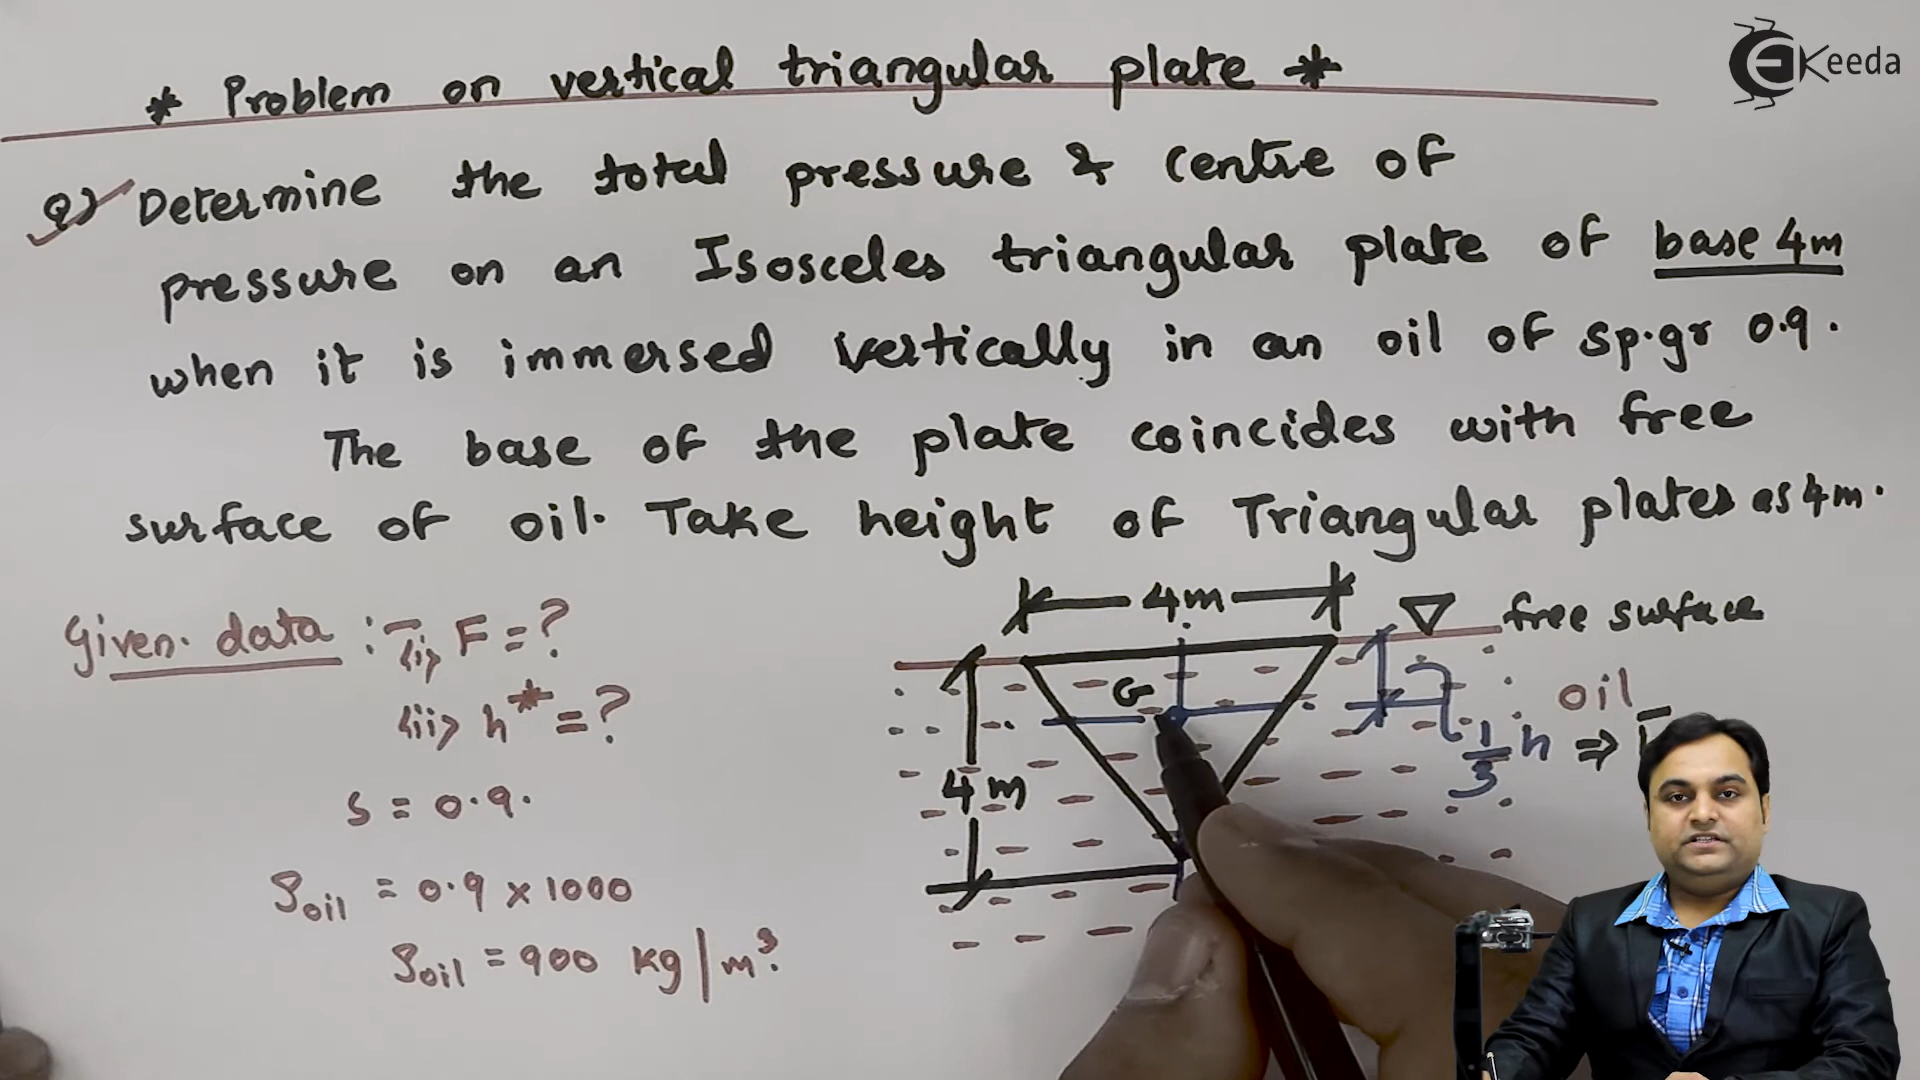 * Problem on vertical triangular plate *
EKeeda
Q) Determine the total pressure & centre of
pressure on an Isosceles triangular plate of base 4m
when it is immersed vertically in an oil of sp.gr 0.9.
The base of the plate coincides with free
surface of oil. Take height of Triangular plates as 4m.
Given data : (i) F = ?
(ii) h* = ?
S = 0.9.
ρoil = 0.9 × 1000
ρoil = 900 kg/m³.
4m
free surface
oil
G
1/3 h ⇒
4 m